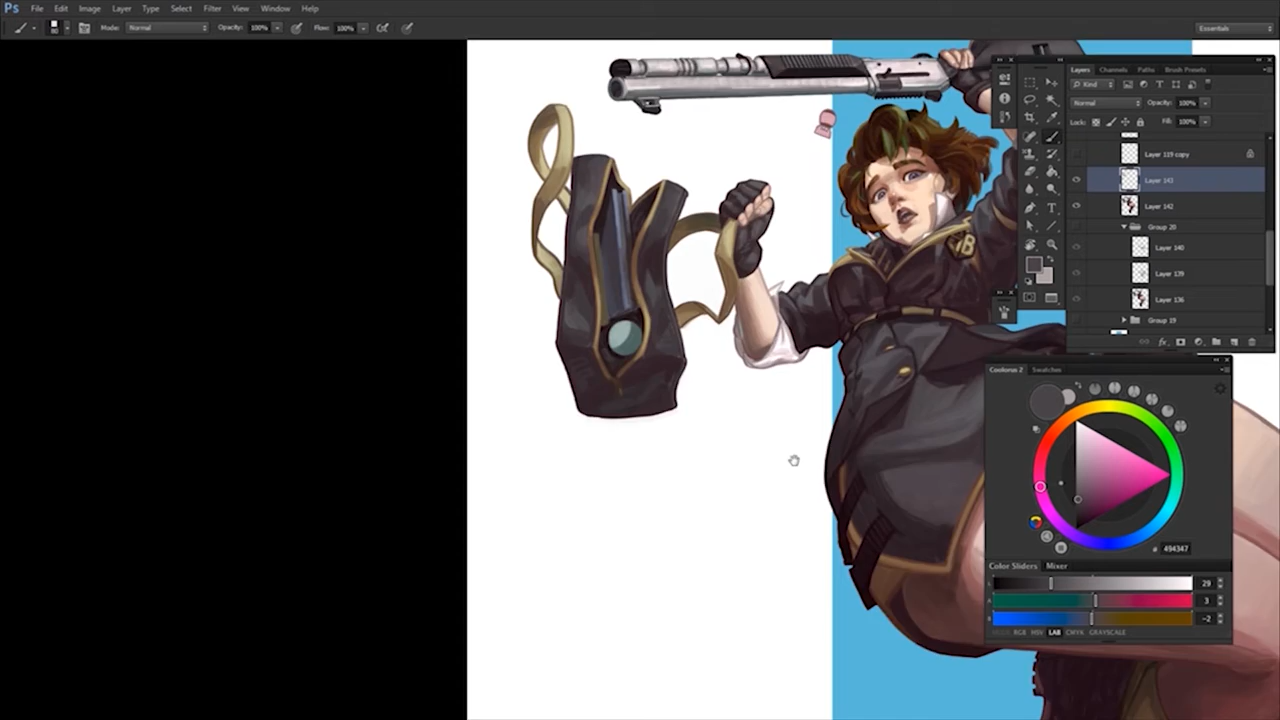 Ps File Edit Image Layer Type Select Filter View Window Help
Mode: Normal Opacity: 100% Flow: 100% Essentials
Layers Channels Paths Brush Presets
Kind
Normal Opacity: 100%
Lock: Fill: 100%
Layer 119 copy
Layer 143
Layer 142
Group 20
Layer 140
Layer 139
Layer 136
Group 19
B
Coolorus 2 Swatches
# 494347
Color Sliders Mixer
L 29
A 3
B -2
RGB HSV LAB CMYK GRAYSCALE